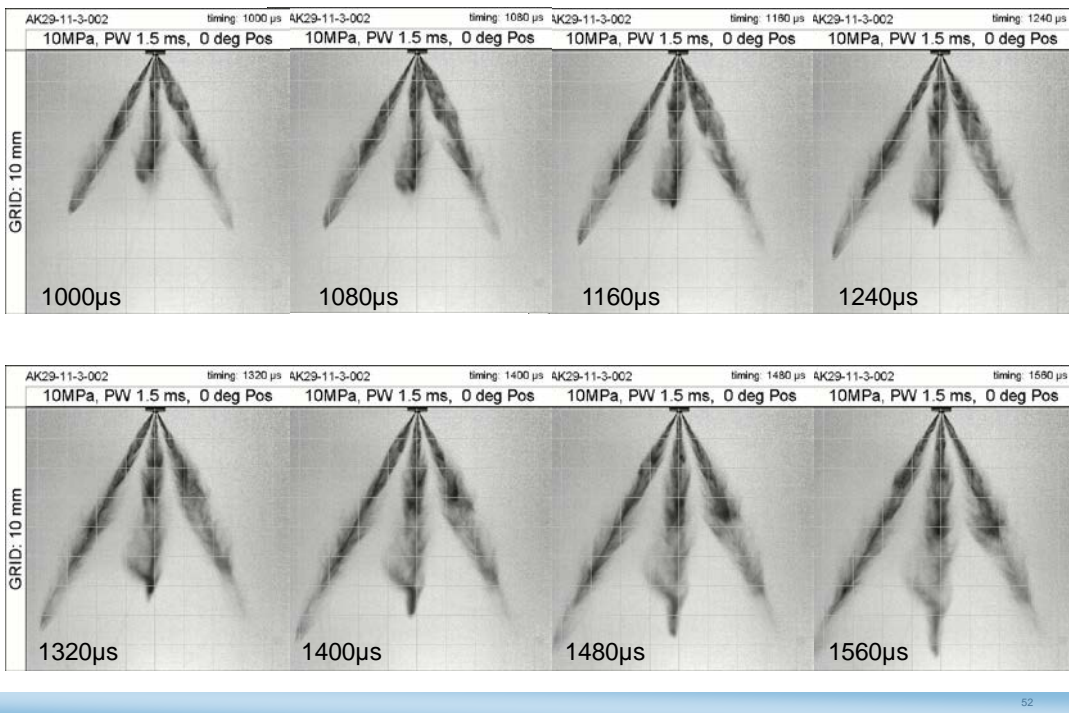 AK29-11-3-002 timing: 1000 µs AK29-11-3-002 timing: 1080 µs AK29-11-3-002 timing: 1160 µs AK29-11-3-002 timing: 1240 µs
10MPa, PW 1.5 ms, 0 deg Pos 10MPa, PW 1.5 ms, 0 deg Pos 10MPa, PW 1.5 ms, 0 deg Pos 10MPa, PW 1.5 ms, 0 deg Pos
GRID: 10 mm
1000µs 1080µs 1160µs 1240µs
AK29-11-3-002 timing: 1320 µs AK29-11-3-002 timing: 1400 µs AK29-11-3-002 timing: 1480 µs AK29-11-3-002 timing: 1560 µs
10MPa, PW 1.5 ms, 0 deg Pos 10MPa, PW 1.5 ms, 0 deg Pos 10MPa, PW 1.5 ms, 0 deg Pos 10MPa, PW 1.5 ms, 0 deg Pos
GRID: 10 mm
1320µs 1400µs 1480µs 1560µs
52